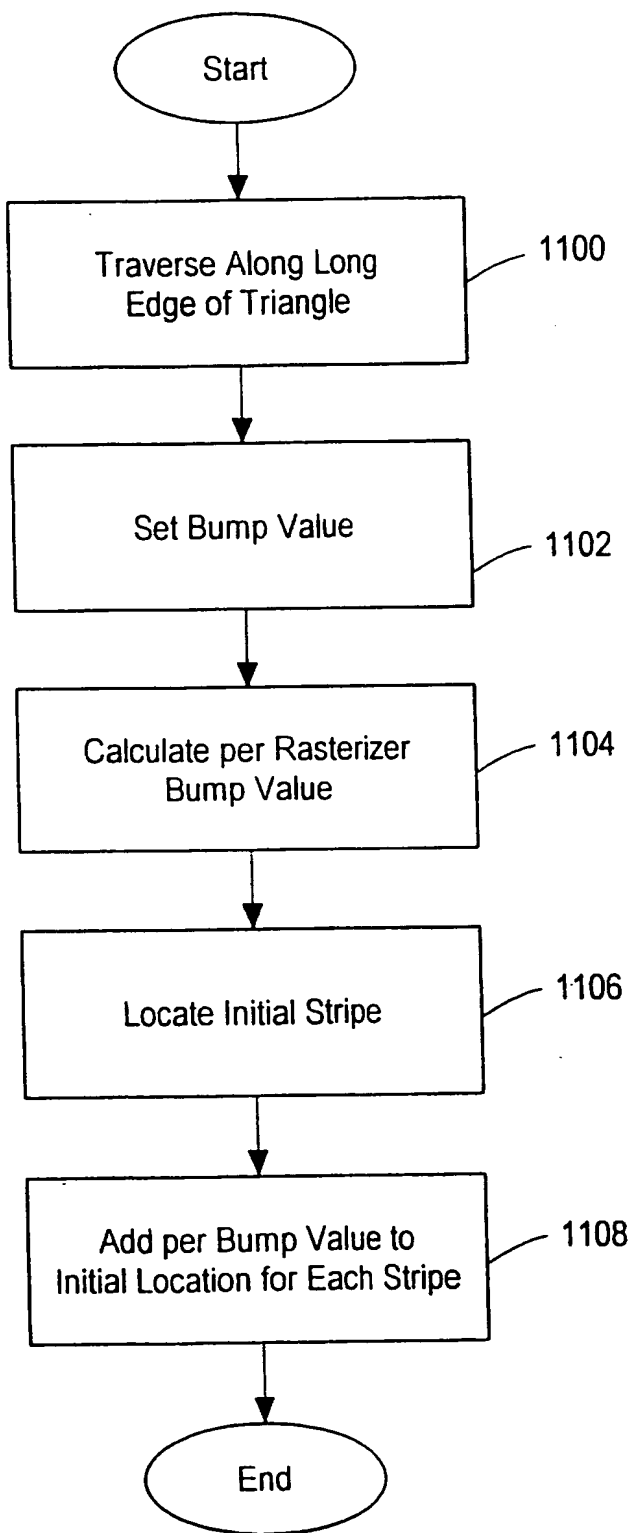 Start
Traverse Along Long
Edge of Triangle
1100
Set Bump Value
1102
Calculate per Rasterizer
Bump Value
1104
Locate Initial Stripe
1106
Add per Bump Value to
Initial Location for Each Stripe
1108
End